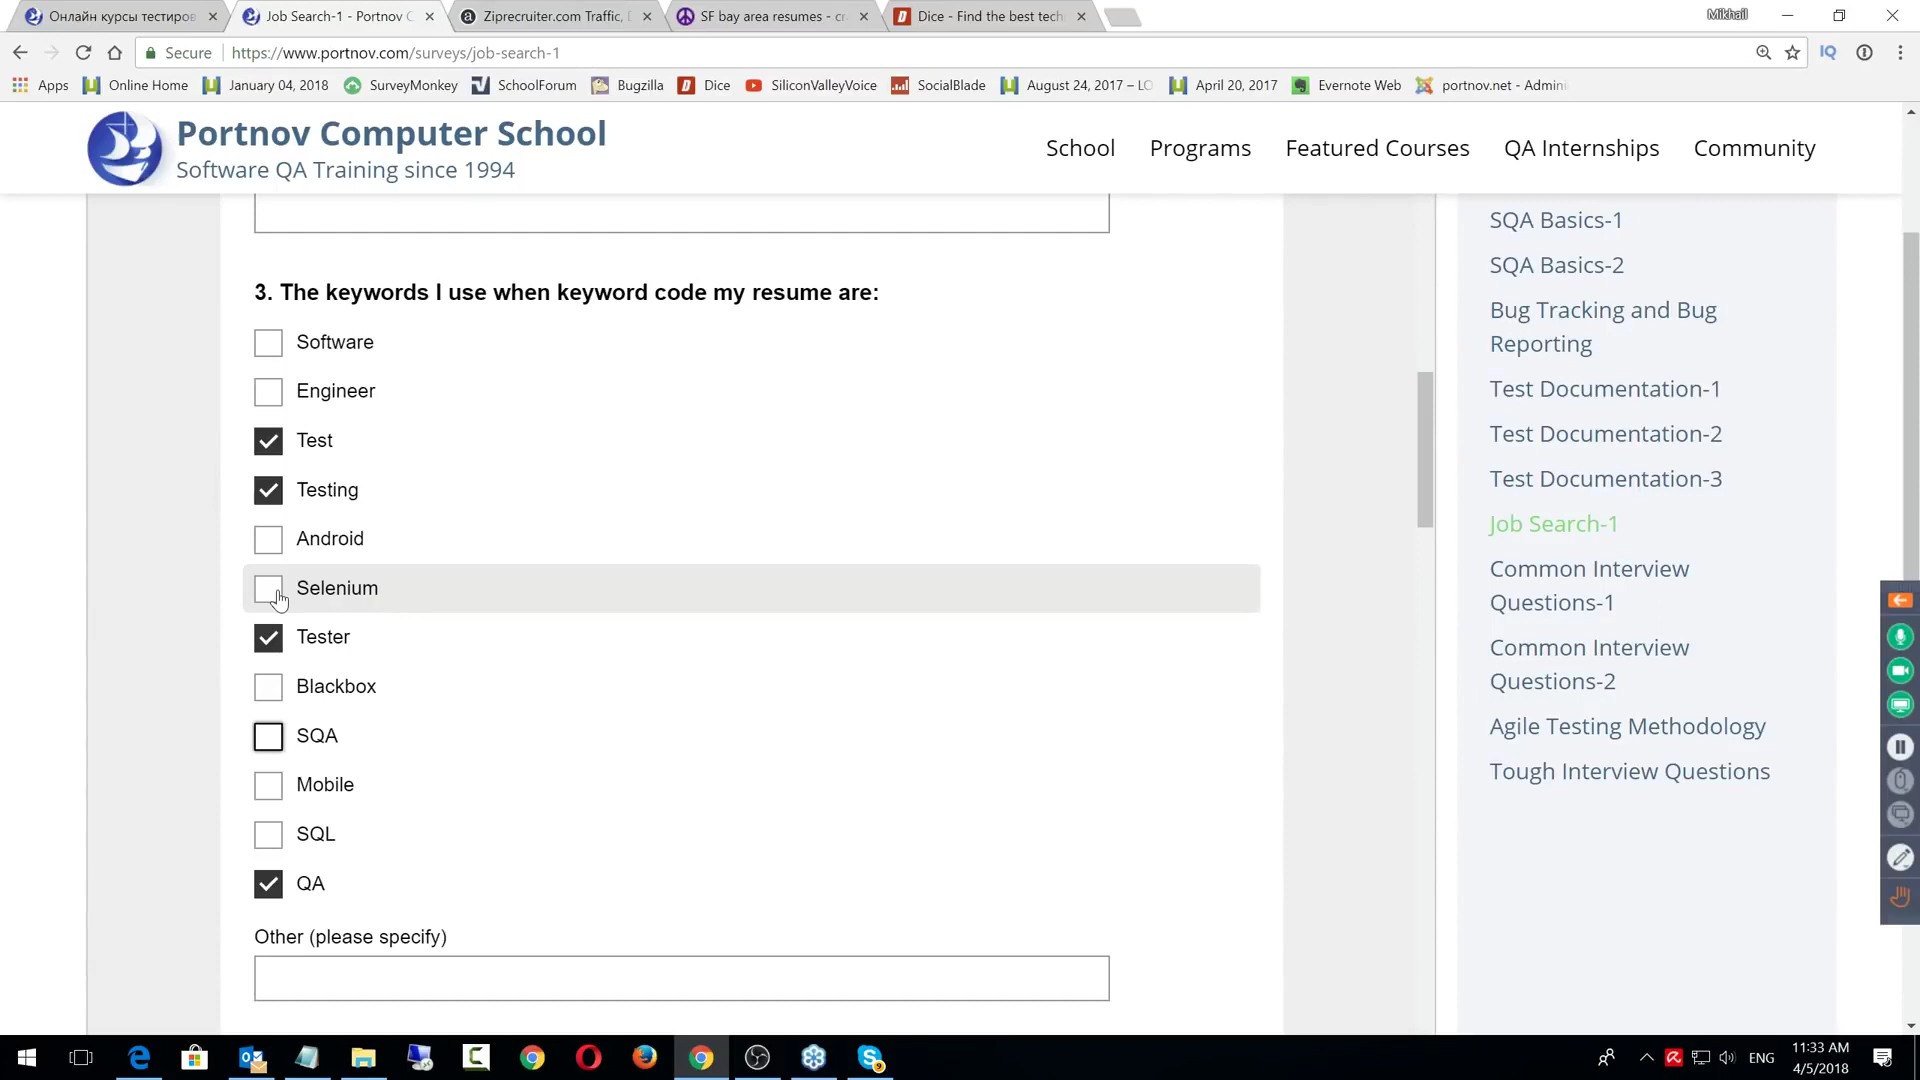 Онлайн курсы тестиров
Job Search-1 - Portnov C
Ziprecruiter.com Traffic, D
SF bay area resumes - cr
Dice - Find the best tech
Mikhail
Secure
https://www.portnov.com/surveys/job-search-1
Apps
Online Home
January 04, 2018
SurveyMonkey
SchoolForum
Bugzilla
Dice
SiliconValleyVoice
SocialBlade
August 24, 2017 – LO
April 20, 2017
Evernote Web
portnov.net - Admini
Portnov Computer School
Software QA Training since 1994
School
Programs
Featured Courses
QA Internships
Community
3. The keywords I use when keyword code my resume are:
Software
Engineer
Test
Testing
Android
Selenium
Tester
Blackbox
SQA
Mobile
SQL
QA
Other (please specify)
SQA Basics-1
SQA Basics-2
Bug Tracking and Bug
Reporting
Test Documentation-1
Test Documentation-2
Test Documentation-3
Job Search-1
Common Interview
Questions-1
Common Interview
Questions-2
Agile Testing Methodology
Tough Interview Questions
ENG
11:33 AM
4/5/2018